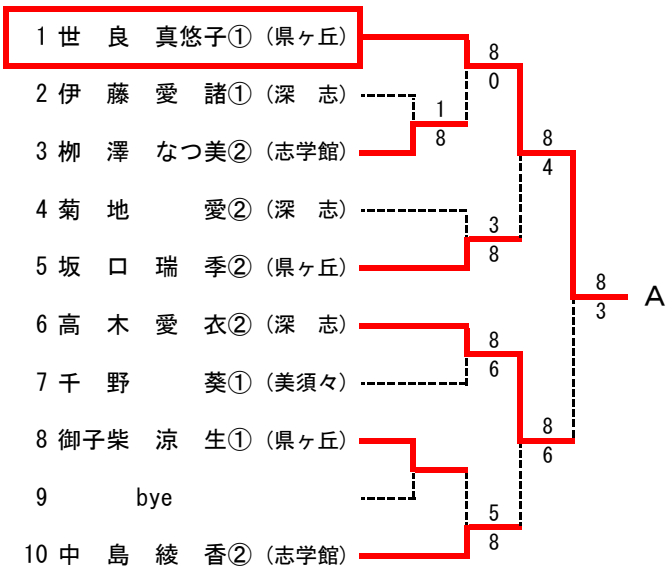 1 世 良 真悠子① (県ヶ丘)
8
0
2 伊 藤 愛 諸① (深 志)
1
8
3 栁 澤 なつ美② (志学館)
8
4
4 菊 地 愛② (深 志)
3
8
5 坂 口 瑞 季② (県ヶ丘)
8
3
A
6 高 木 愛 衣② (深 志)
8
6
7 千 野 葵① (美須々)
8 御子柴 涼 生① (県ヶ丘)
8
6
9 bye
5
8
10 中 島 綾 香② (志学館)